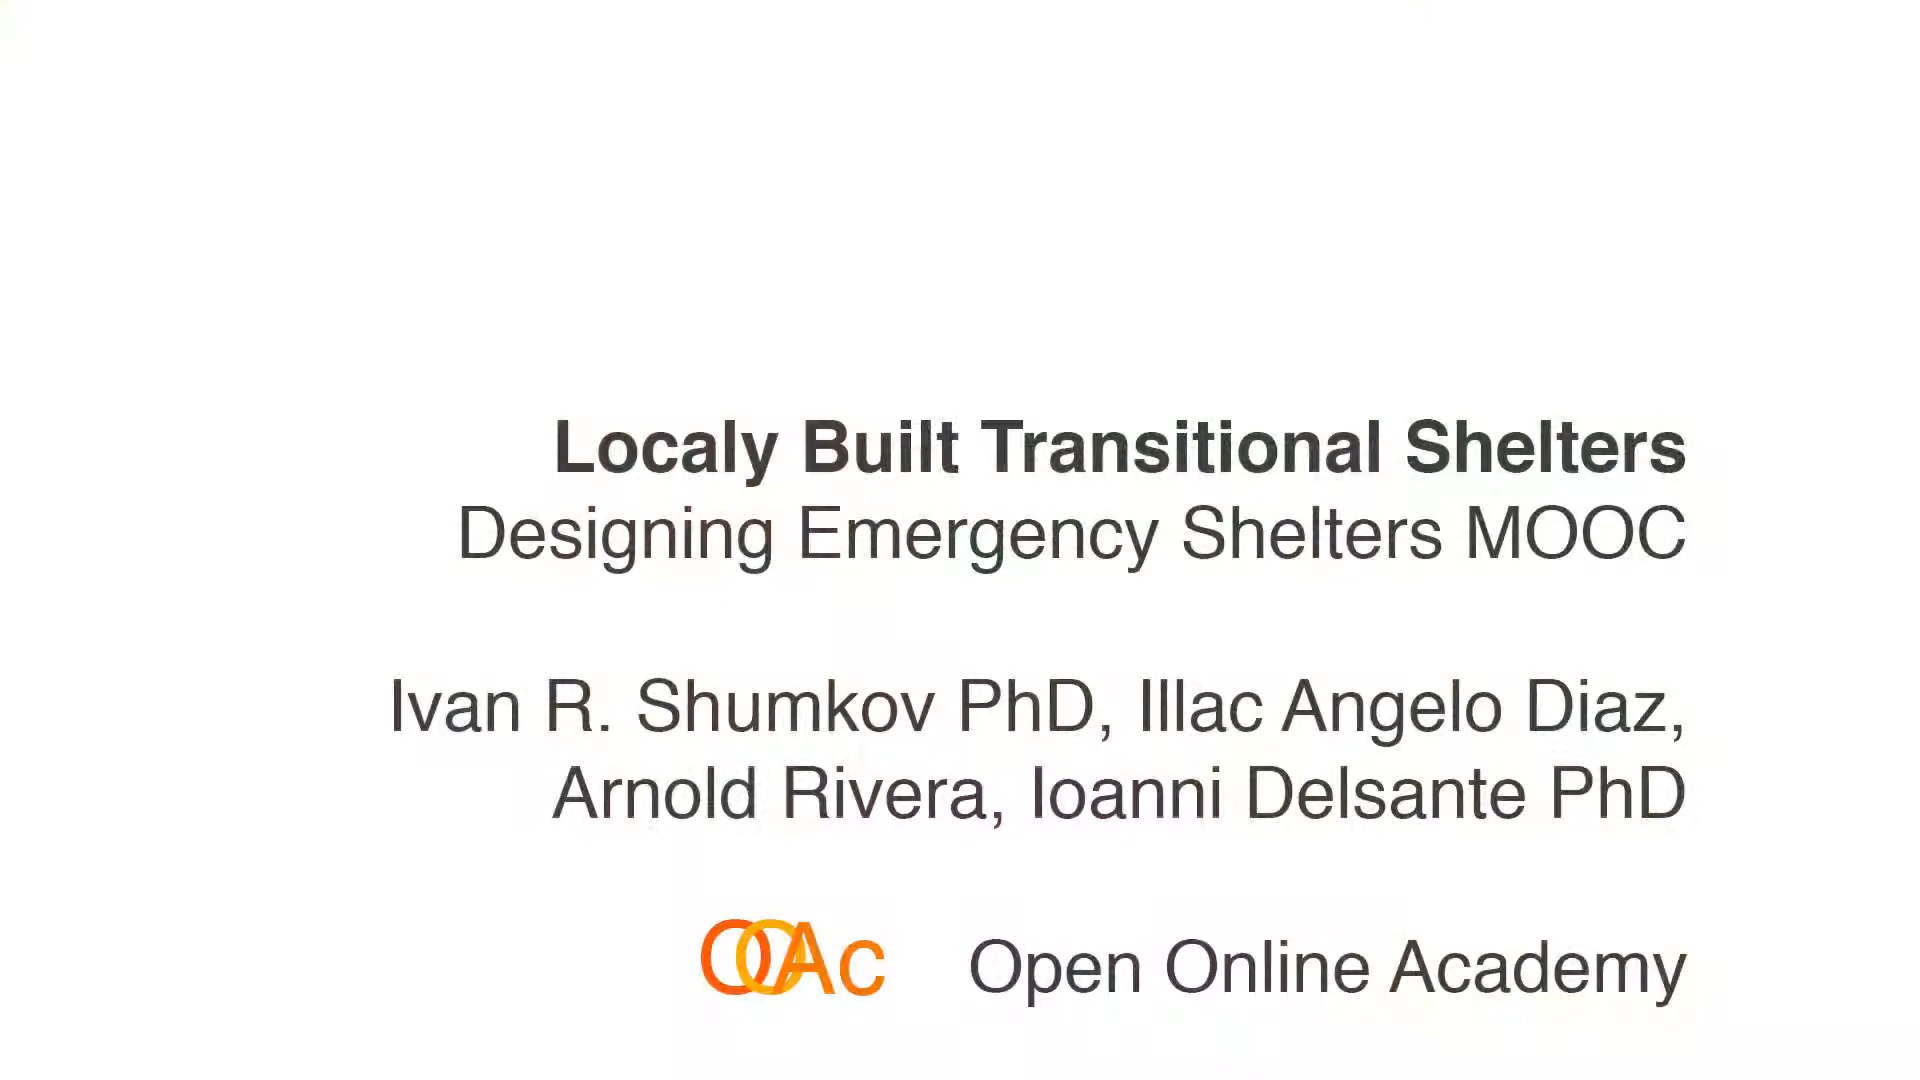 Localy Built Transitional Shelters
Designing Emergency Shelters MOOC
Ivan R. Shumkov PhD, Illac Angelo Diaz,
Arnold Rivera, Ioanni Delsante PhD
OOAc Open Online Academy